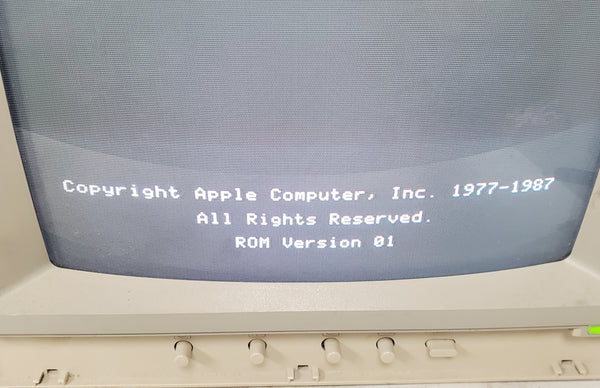 Copyright Apple Computer, Inc. 1977-1987
All Rights Reserved.
ROM Version 01